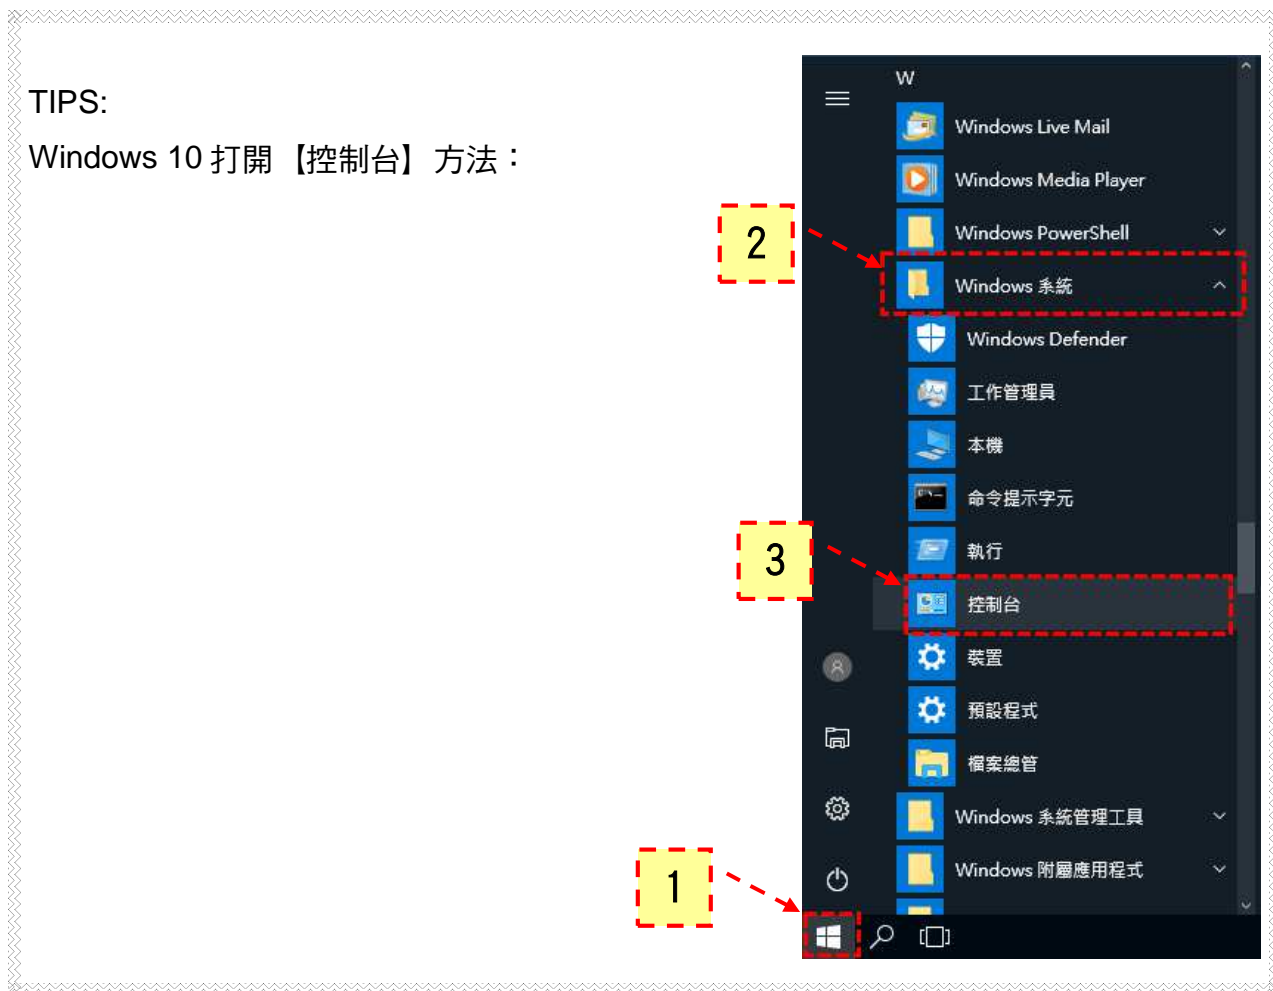 TIPS:
Windows 10 打開【控制台】方法：
W
Windows Live Mail
Windows Media Player
2
Windows PowerShell
Windows 系統
Windows Defender
工作管理員
本機
命令提示字元
3
執行
控制台
裝置
預設程式
檔案總管
Windows 系統管理工具
1
Windows 附屬應用程式